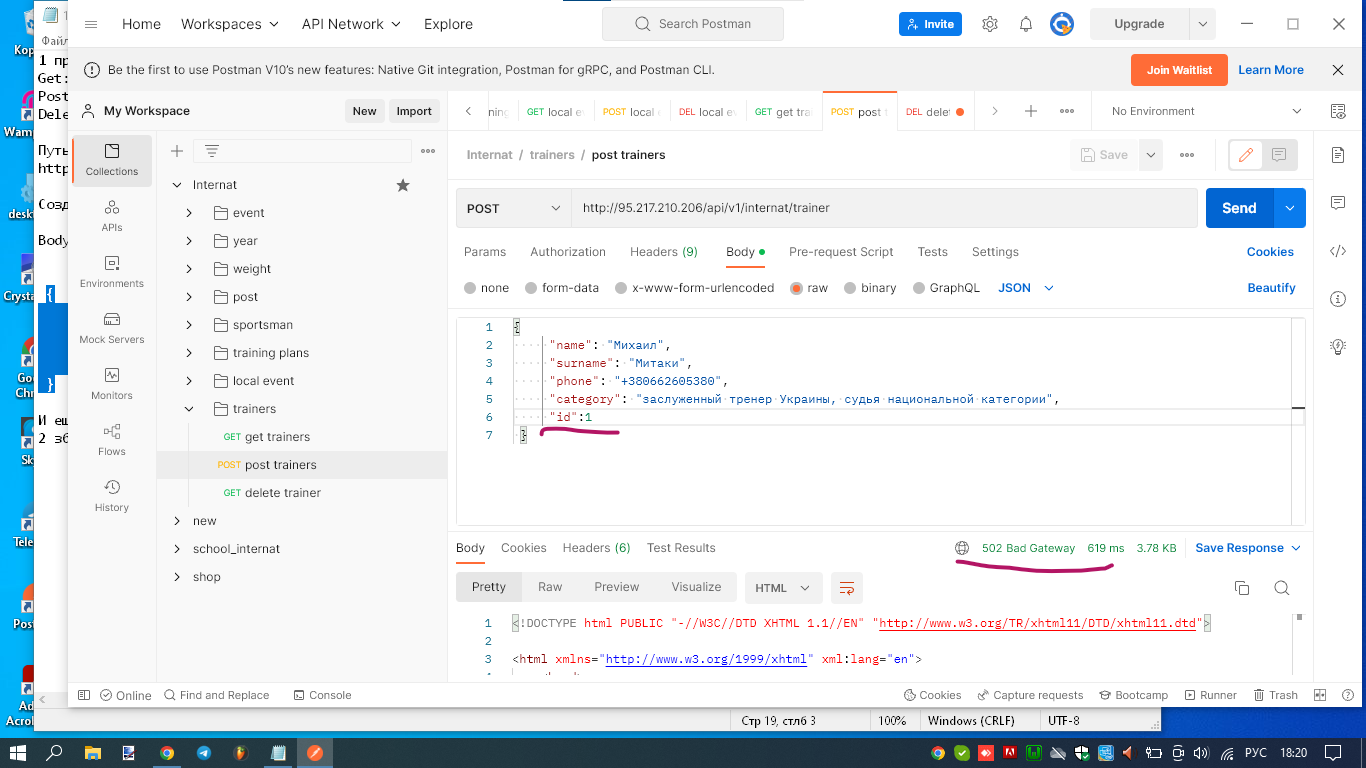 Home Workspaces API Network Explore Search Postman Invite Upgrade
Be the first to use Postman V10's new features: Native Git integration, Postman for gRPC, and Postman CLI. Join Waitlist Learn More
My Workspace New Import GET local POST local DEL local GET get POST post DEL No Environment
Internat / trainers / post trainers Save
Collections
APIs
Environments
Mock Servers
Monitors
Flows
History
Internat
event
year
weight
post
sportsman
training plans
local event
trainers
GET get trainers
POST post trainers
GET delete trainer
new
school_internat
shop
POST http://95.217.210.206/api/v1/internat/trainer Send
Params Authorization Headers (9) Body Pre-request Script Tests Settings Cookies
none form-data x-www-form-urlencoded raw binary GraphQL JSON Beautify
1 {
2 "name": "Михаил",
3 "surname": "Митаки",
4 "phone": "+380662605380",
5 "category": "заслуженный тренер Украины, судья национальной категории",
6 "id":1
7 }
Body Cookies Headers (6) Test Results 502 Bad Gateway 619 ms 3.78 KB Save Response
Pretty Raw Preview Visualize HTML
1 <!DOCTYPE html PUBLIC "-//W3C//DTD XHTML 1.1//EN" "http://www.w3.org/TR/xhtml11/DTD/xhtml11.dtd">
2
3 <html xmlns="http://www.w3.org/1999/xhtml" xml:lang="en">
Online Find and Replace Console Cookies Capture requests Bootcamp Runner Trash
Стр 19, стлб 3 100% Windows (CRLF) UTF-8
РУС 18:20